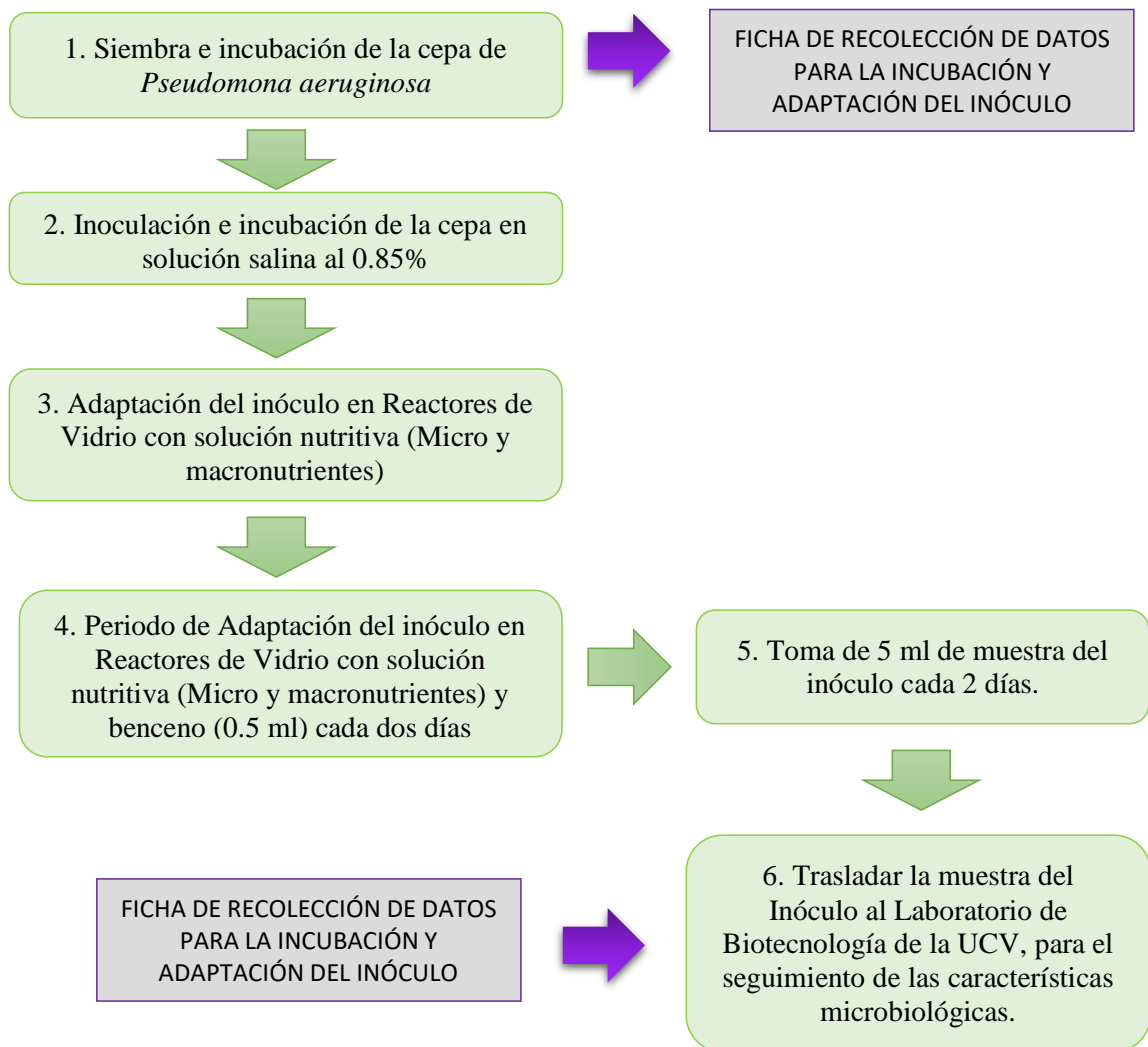 1. Siembra e incubación de la cepa de
Pseudomona aeruginosa
FICHA DE RECOLECCIÓN DE DATOS
PARA LA INCUBACIÓN Y
ADAPTACIÓN DEL INÓCULO
2. Inoculación e incubación de la cepa en
solución salina al 0.85%
3. Adaptación del inóculo en Reactores de
Vidrio con solución nutritiva (Micro y
macronutrientes)
4. Periodo de Adaptación del inóculo en
Reactores de Vidrio con solución
nutritiva (Micro y macronutrientes) y
benceno (0.5 ml) cada dos días
5. Toma de 5 ml de muestra del
inóculo cada 2 días.
FICHA DE RECOLECCIÓN DE DATOS
PARA LA INCUBACIÓN Y
ADAPTACIÓN DEL INÓCULO
6. Trasladar la muestra del
Inóculo al Laboratorio de
Biotecnología de la UCV, para el
seguimiento de las características
microbiológicas.